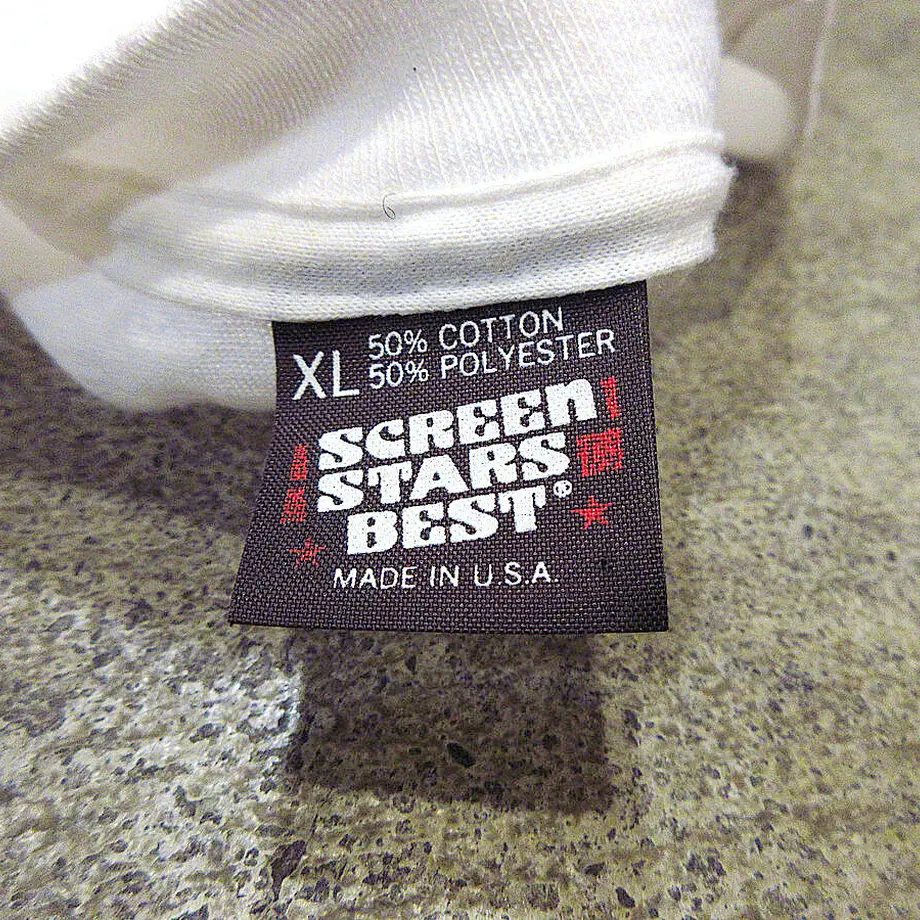 XL
50% COTTON
50% POLYESTER
SCREEN
STARS
BEST®
MADE IN U.S.A.